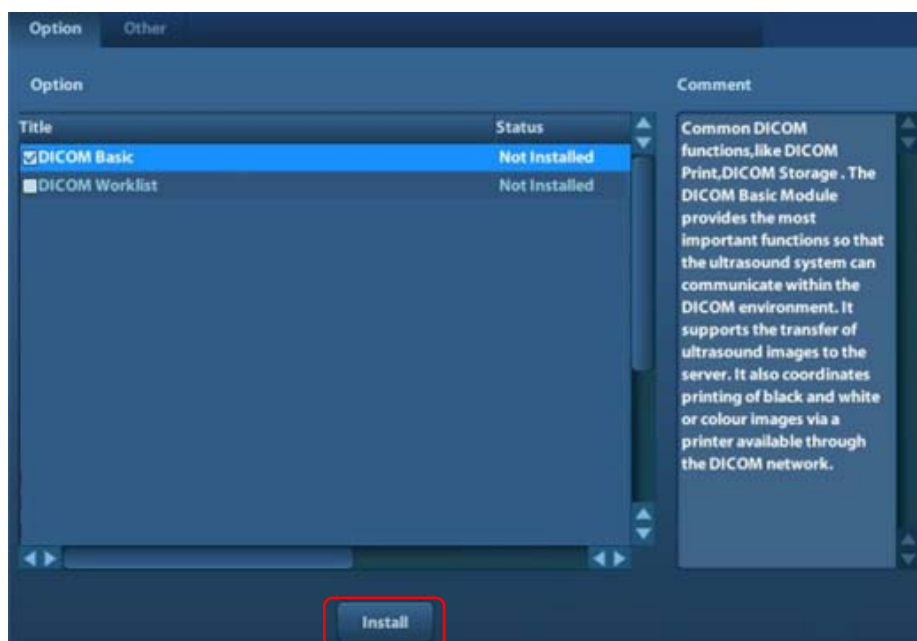 Option Other
Option
Comment
Title Status
DICOM Basic Not Installed
DICOM Worklist Not Installed
Common DICOM
functions,like DICOM
Print,DICOM Storage . The
DICOM Basic Module
provides the most
important functions so that
the ultrasound system can
communicate within the
DICOM environment. It
supports the transfer of
ultrasound images to the
server. It also coordinates
printing of black and white
or colour images via a
printer available through
the DICOM network.
Install